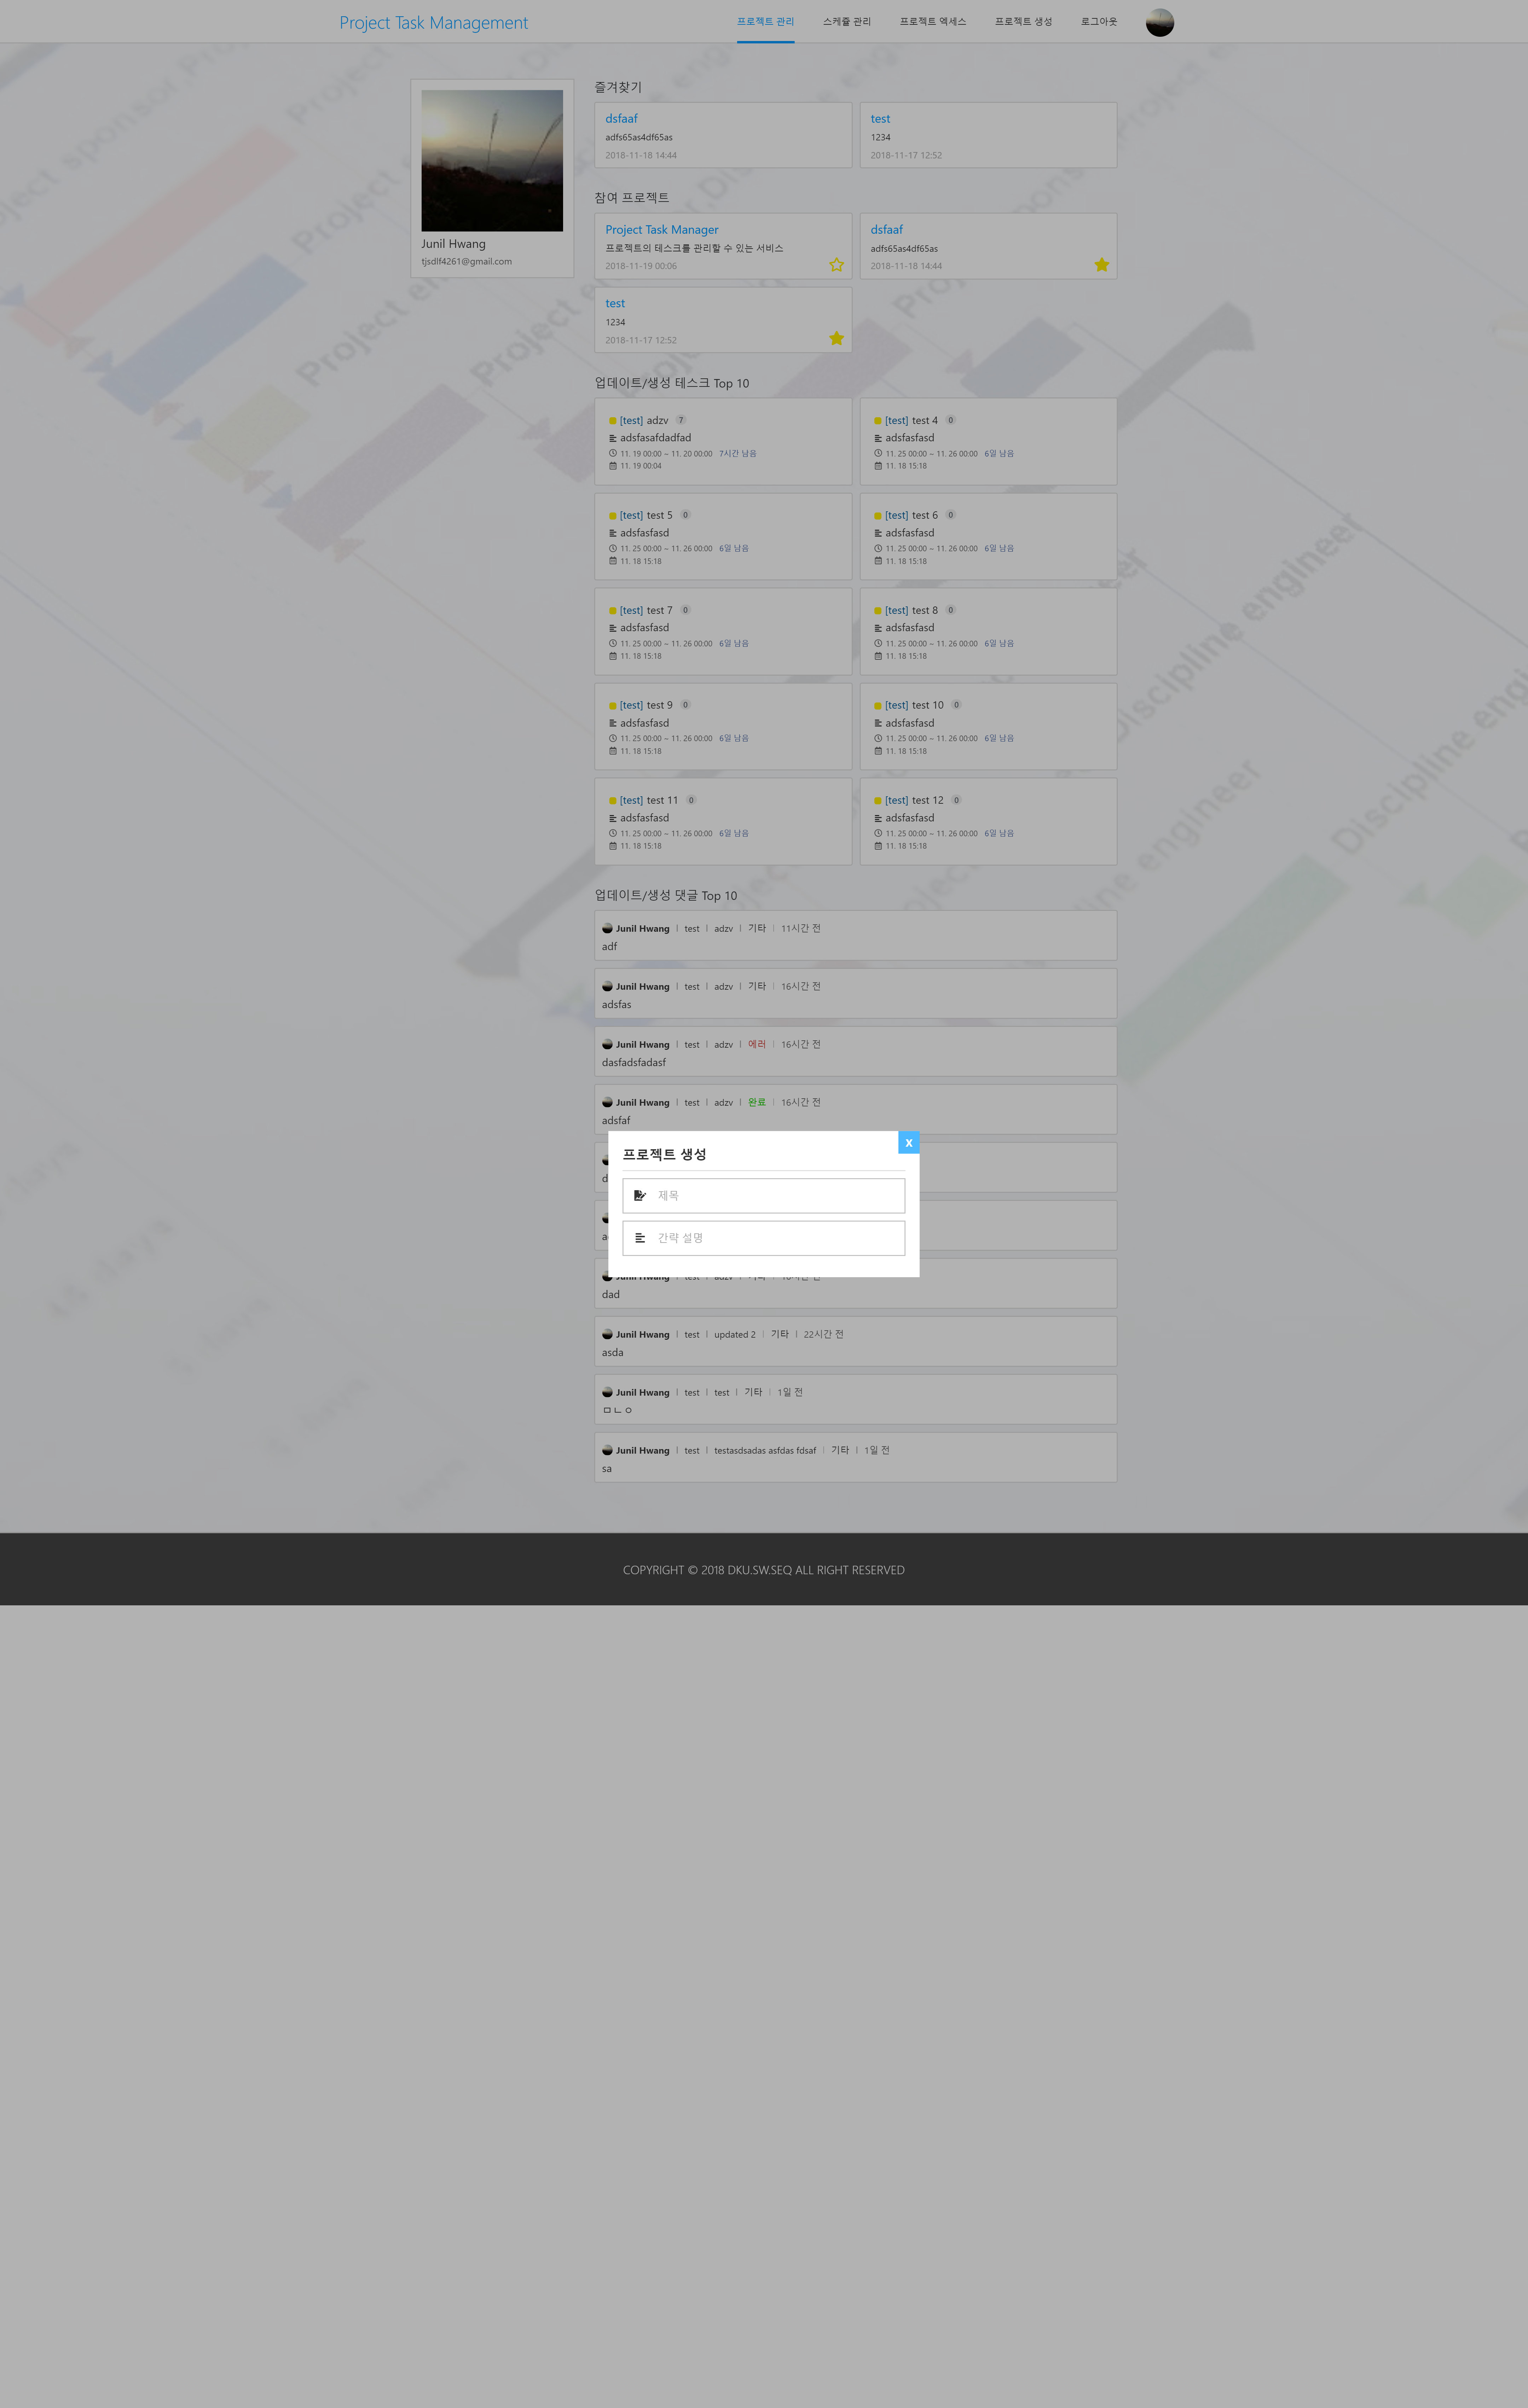 Project Task Management
프로젝트 관리
스케쥴 관리
프로젝트 엑세스
프로젝트 생성
로그아웃
Junil Hwang
tjsdlf4261@gmail.com
즐겨찾기
dsfaaf
adfs65as4df65as
2018-11-18 14:44
test
1234
2018-11-17 12:52
참여 프로젝트
Project Task Manager
프로젝트의 테스크를 관리할 수 있는 서비스
2018-11-19 00:06
dsfaaf
adfs65as4df65as
2018-11-18 14:44
test
1234
2018-11-17 12:52
업데이트/생성 테스크 Top 10
[test] adzv 7
adsfasafdadfad
11. 19 00:00 ~ 11. 20 00:00 7시간 남음
11. 19 00:04
[test] test 4 0
adsfasfasd
11. 25 00:00 ~ 11. 26 00:00 6일 남음
11. 18 15:18
[test] test 5 0
adsfasfasd
11. 25 00:00 ~ 11. 26 00:00 6일 남음
11. 18 15:18
[test] test 6 0
adsfasfasd
11. 25 00:00 ~ 11. 26 00:00 6일 남음
11. 18 15:18
[test] test 7 0
adsfasfasd
11. 25 00:00 ~ 11. 26 00:00 6일 남음
11. 18 15:18
[test] test 8 0
adsfasfasd
11. 25 00:00 ~ 11. 26 00:00 6일 남음
11. 18 15:18
[test] test 9 0
adsfasfasd
11. 25 00:00 ~ 11. 26 00:00 6일 남음
11. 18 15:18
[test] test 10 0
adsfasfasd
11. 25 00:00 ~ 11. 26 00:00 6일 남음
11. 18 15:18
[test] test 11 0
adsfasfasd
11. 25 00:00 ~ 11. 26 00:00 6일 남음
11. 18 15:18
[test] test 12 0
adsfasfasd
11. 25 00:00 ~ 11. 26 00:00 6일 남음
11. 18 15:18
업데이트/생성 댓글 Top 10
Junil Hwang | test | adzv | 기타 | 11시간 전
adf
Junil Hwang | test | adzv | 기타 | 16시간 전
adsfas
Junil Hwang | test | adzv | 에러 | 16시간 전
dasfadsfadasf
Junil Hwang | test | adzv | 완료 | 16시간 전
adsfaf
프로젝트 생성
x
제목
간략 설명
dad
Junil Hwang | test | updated 2 | 기타 | 22시간 전
asda
Junil Hwang | test | test | 기타 | 1일 전
ㅁㄴㅇ
Junil Hwang | test | testasdsadas asfdas fdsaf | 기타 | 1일 전
sa
COPYRIGHT © 2018 DKU.SW.SEQ ALL RIGHT RESERVED
Project sponsor,Proje
Project en
Project e
Discipline engineer
Discipline engi